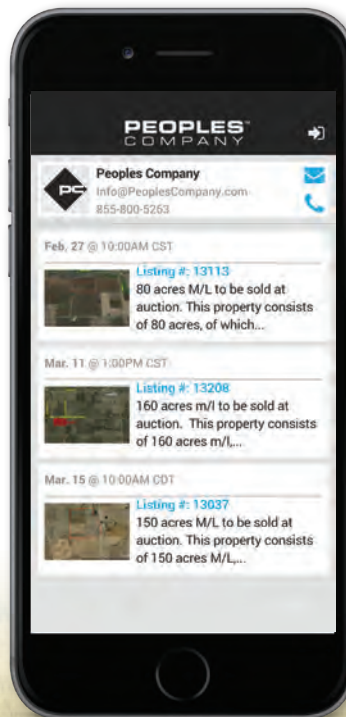 PEOPLES™
COMPANY
PC
Peoples Company
Info@PeoplesCompany.com
855-800-5263
Feb, 27 @ 10:00AM CST
Listing #: 13113
80 acres M/L to be sold at
auction. This property consists
of 80 acres, of which...
Mar. 11 @ 1:00PM CST
Listing #: 13208
160 acres m/l to be sold at
auction.  This property consists
of 160 acres m/l,...
Mar. 15 @ 10:00AM CDT
Listing #: 13037
150 acres M/L to be sold at
auction. This property consists
of 150 acres M/L,...